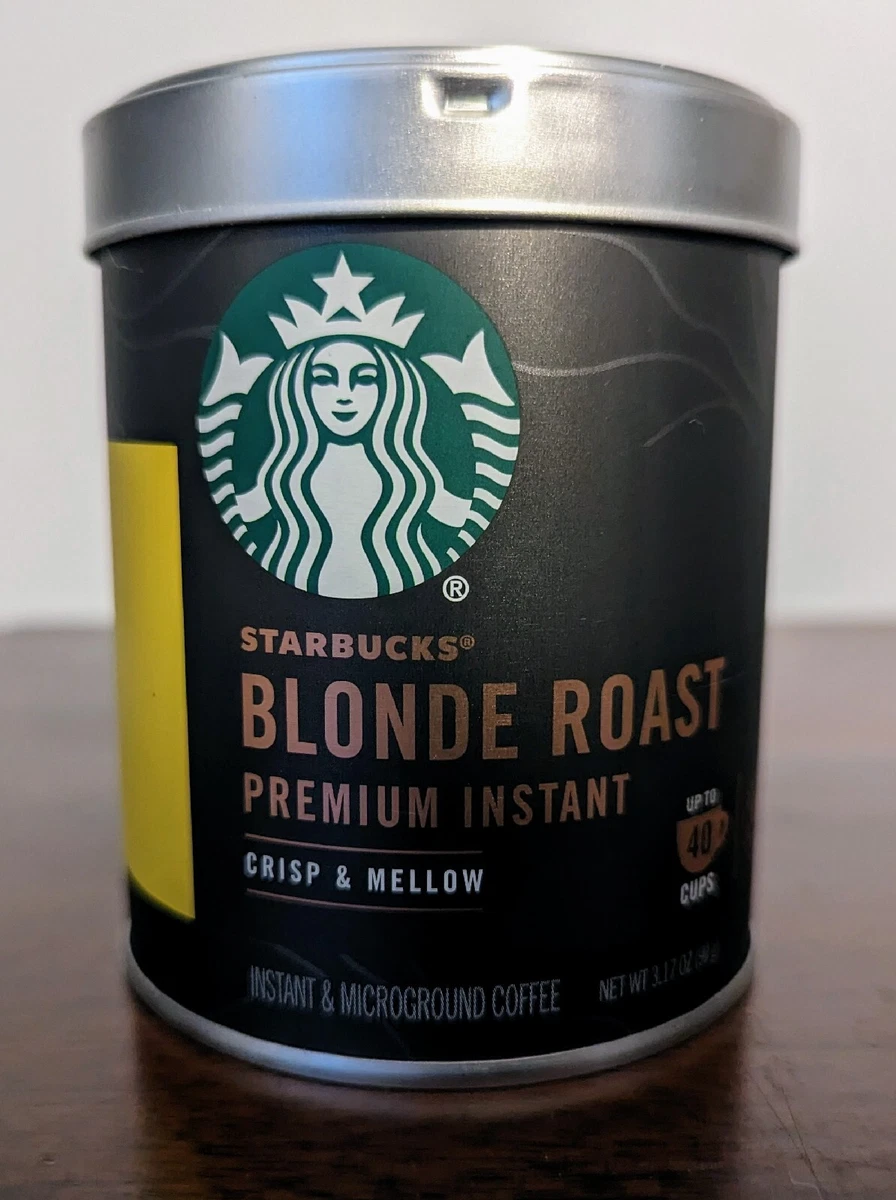 ®
STARBUCKS®
BLONDE ROAST
PREMIUM INSTANT
UP TO
40
CUPS
CRISP & MELLOW
INSTANT & MICROGROUND COFFEE
NET WT 3.17 OZ (90 g)